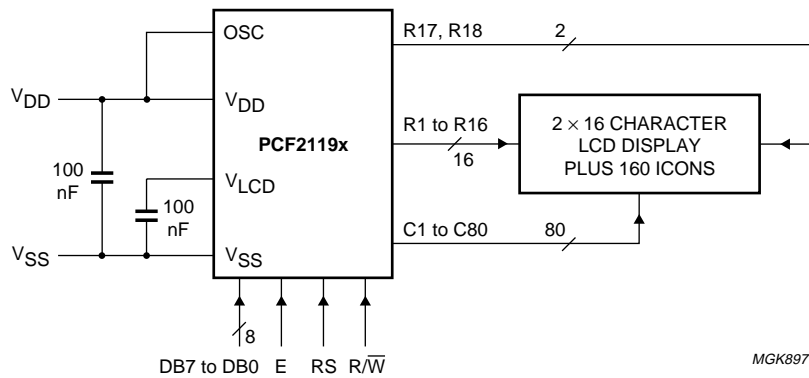 OSC
R17, R18
2
VDD
VDD
R1 to R16
16
PCF2119x
2 × 16 CHARACTER
LCD DISPLAY
PLUS 160 ICONS
100
nF
VLCD
100
nF
C1 to C80
80
VSS
VSS
8
DB7 to DB0
E
RS
R/W̅
MGK897